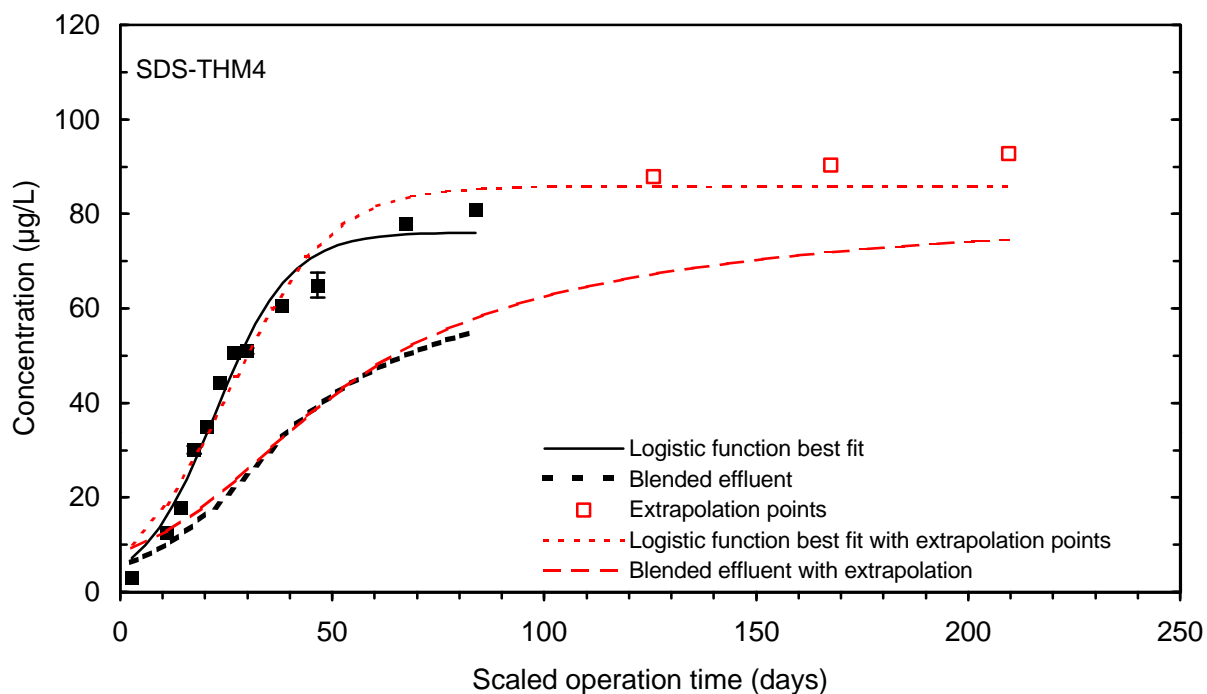 120
SDS-THM4
100
80
60
40
20
0
Concentration (µg/L)
Logistic function best fit
Blended effluent
Extrapolation points
Logistic function best fit with extrapolation points
Blended effluent with extrapolation
0 50 100 150 200 250
Scaled operation time (days)